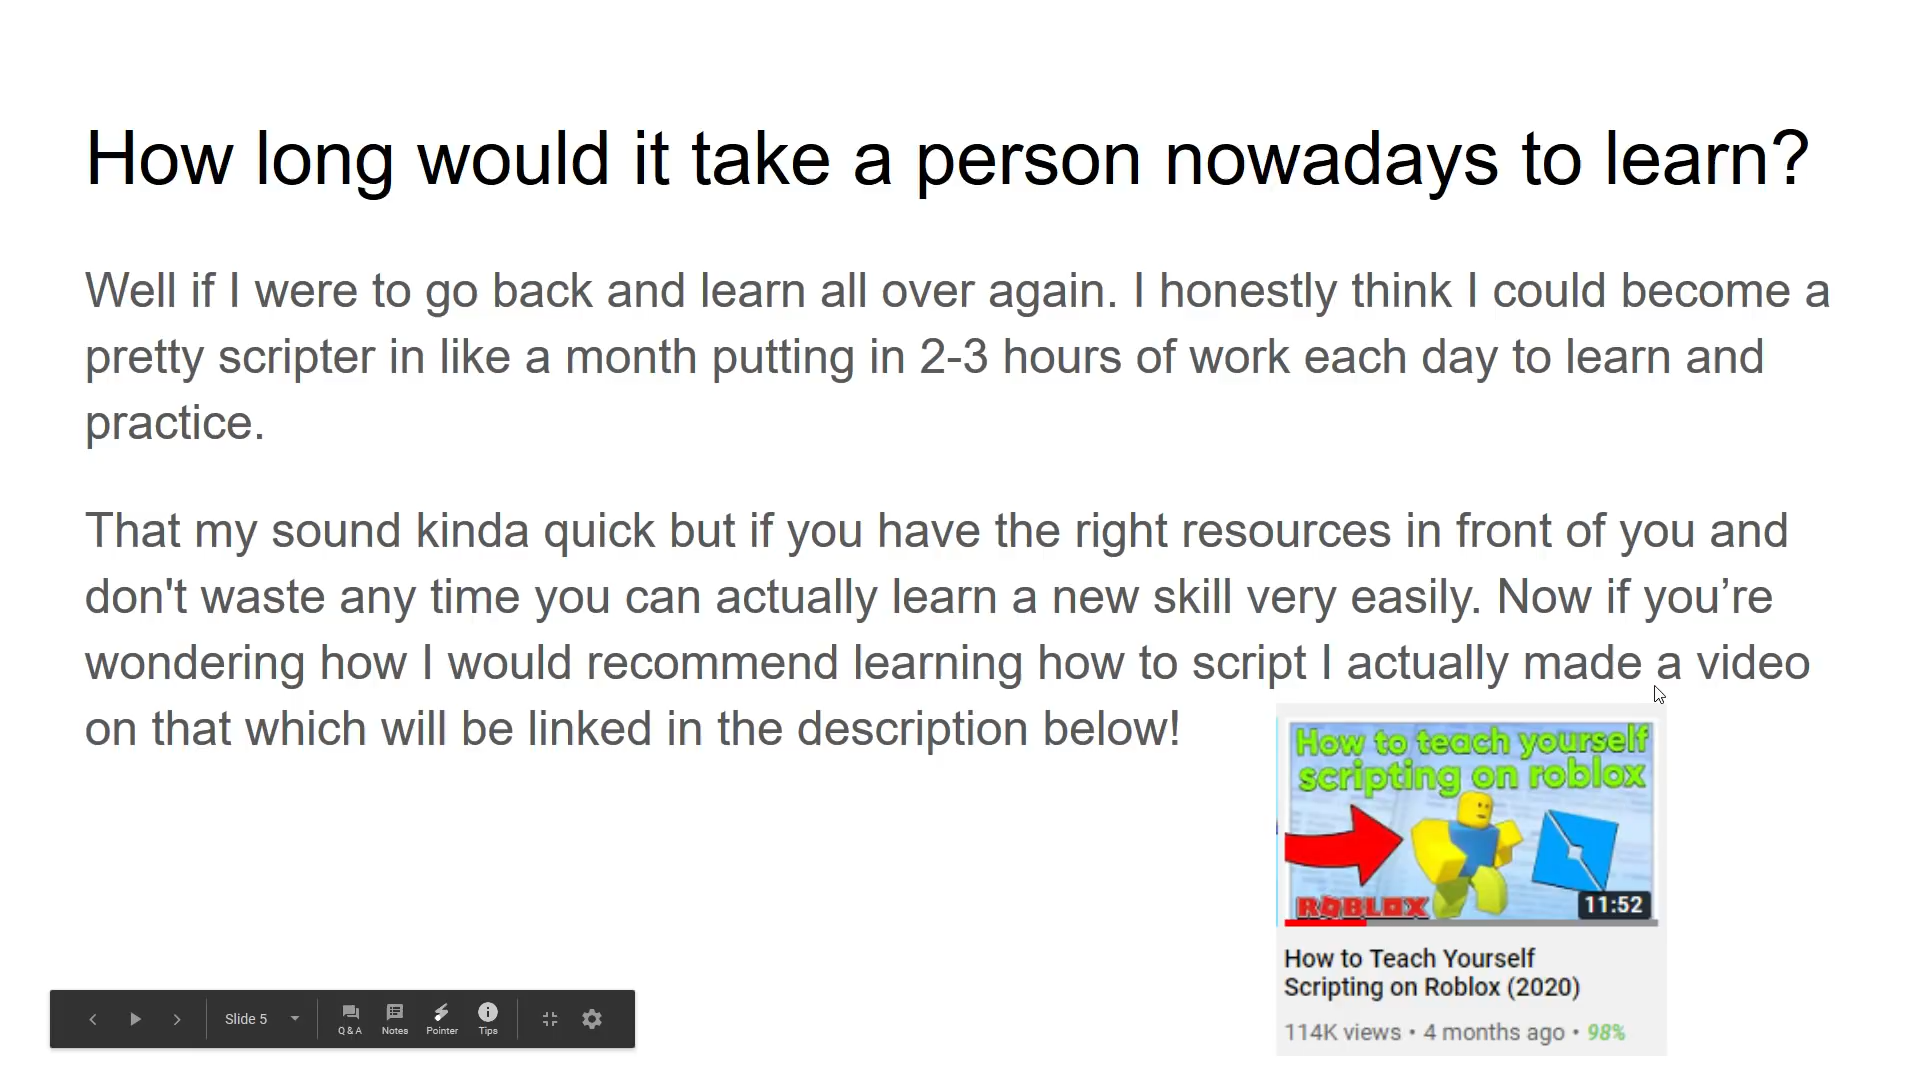 How long would it take a person nowadays to learn?
Well if I were to go back and learn all over again. I honestly think I could become a
pretty scripter in like a month putting in 2-3 hours of work each day to learn and
practice.
That my sound kinda quick but if you have the right resources in front of you and
don't waste any time you can actually learn a new skill very easily. Now if you’re
wondering how I would recommend learning how to script I actually made a video
on that which will be linked in the description below!
How to teach yourself
scripting on roblox
ROBLOX
11:52
How to Teach Yourself
Scripting on Roblox (2020)
114K views • 4 months ago • 98%
Slide 5
Q & A
Notes
Pointer
Tips